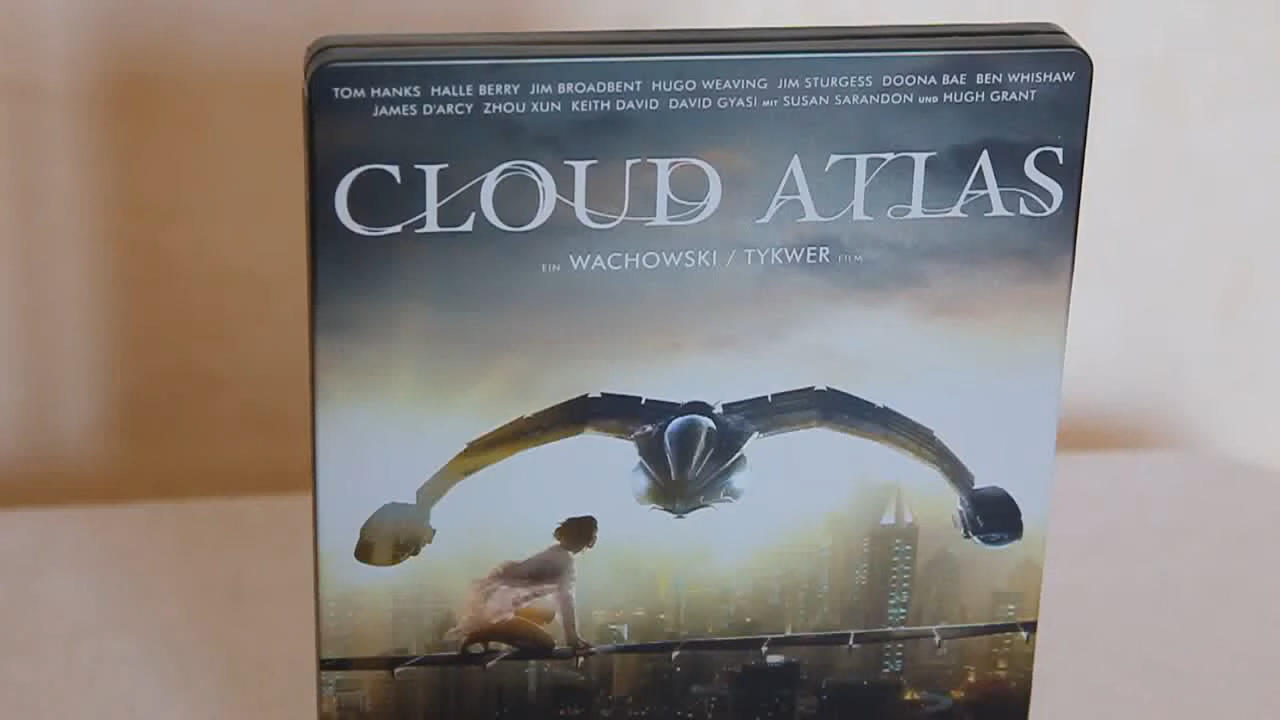 TOM HANKS HALLE BERRY JIM BROADBENT HUGO WEAVING JIM STURGESS DOONA BAE BEN WHISHAW
JAMES D'ARCY ZHOU XUN KEITH DAVID DAVID GYASI MIT SUSAN SARANDON UND HUGH GRANT
CLOUD ATLAS
EIN WACHOWSKI / TYKWER FILM